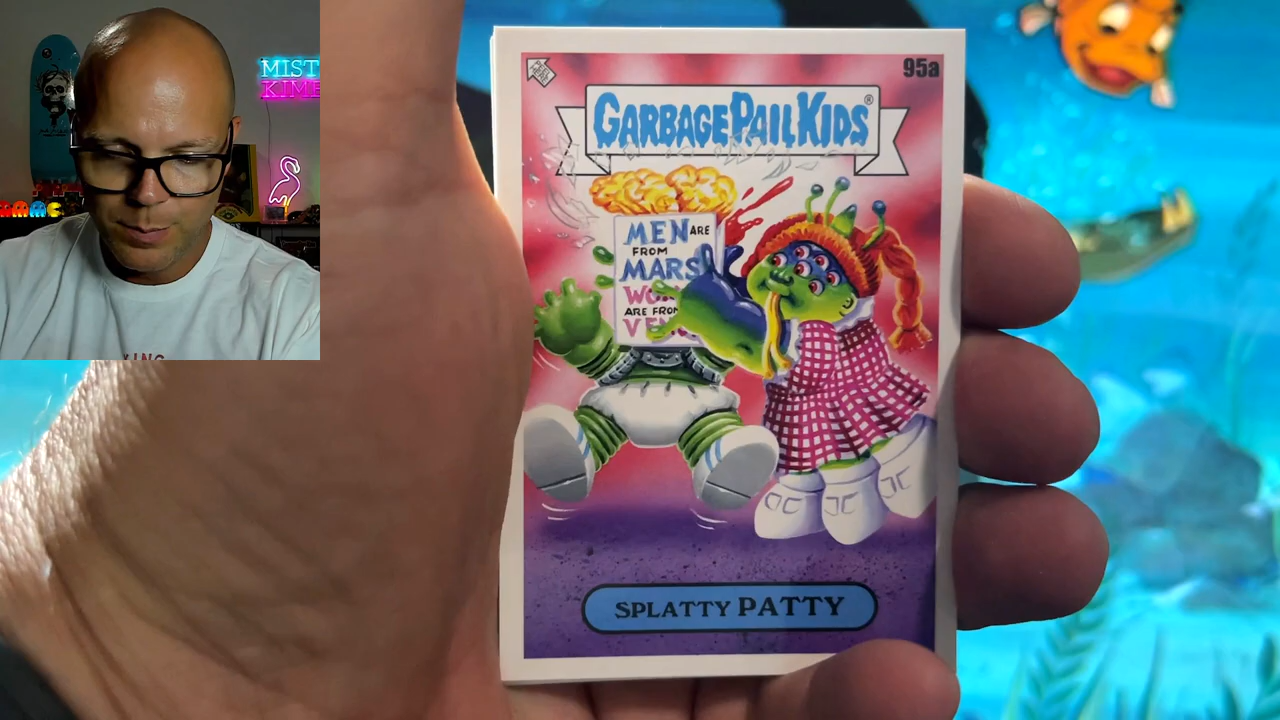 MIST
KIME
95a
GARBAGE PAIL KIDS®
MEN ARE
FROM
MARS
ARE FROM
SPLATTY PATTY